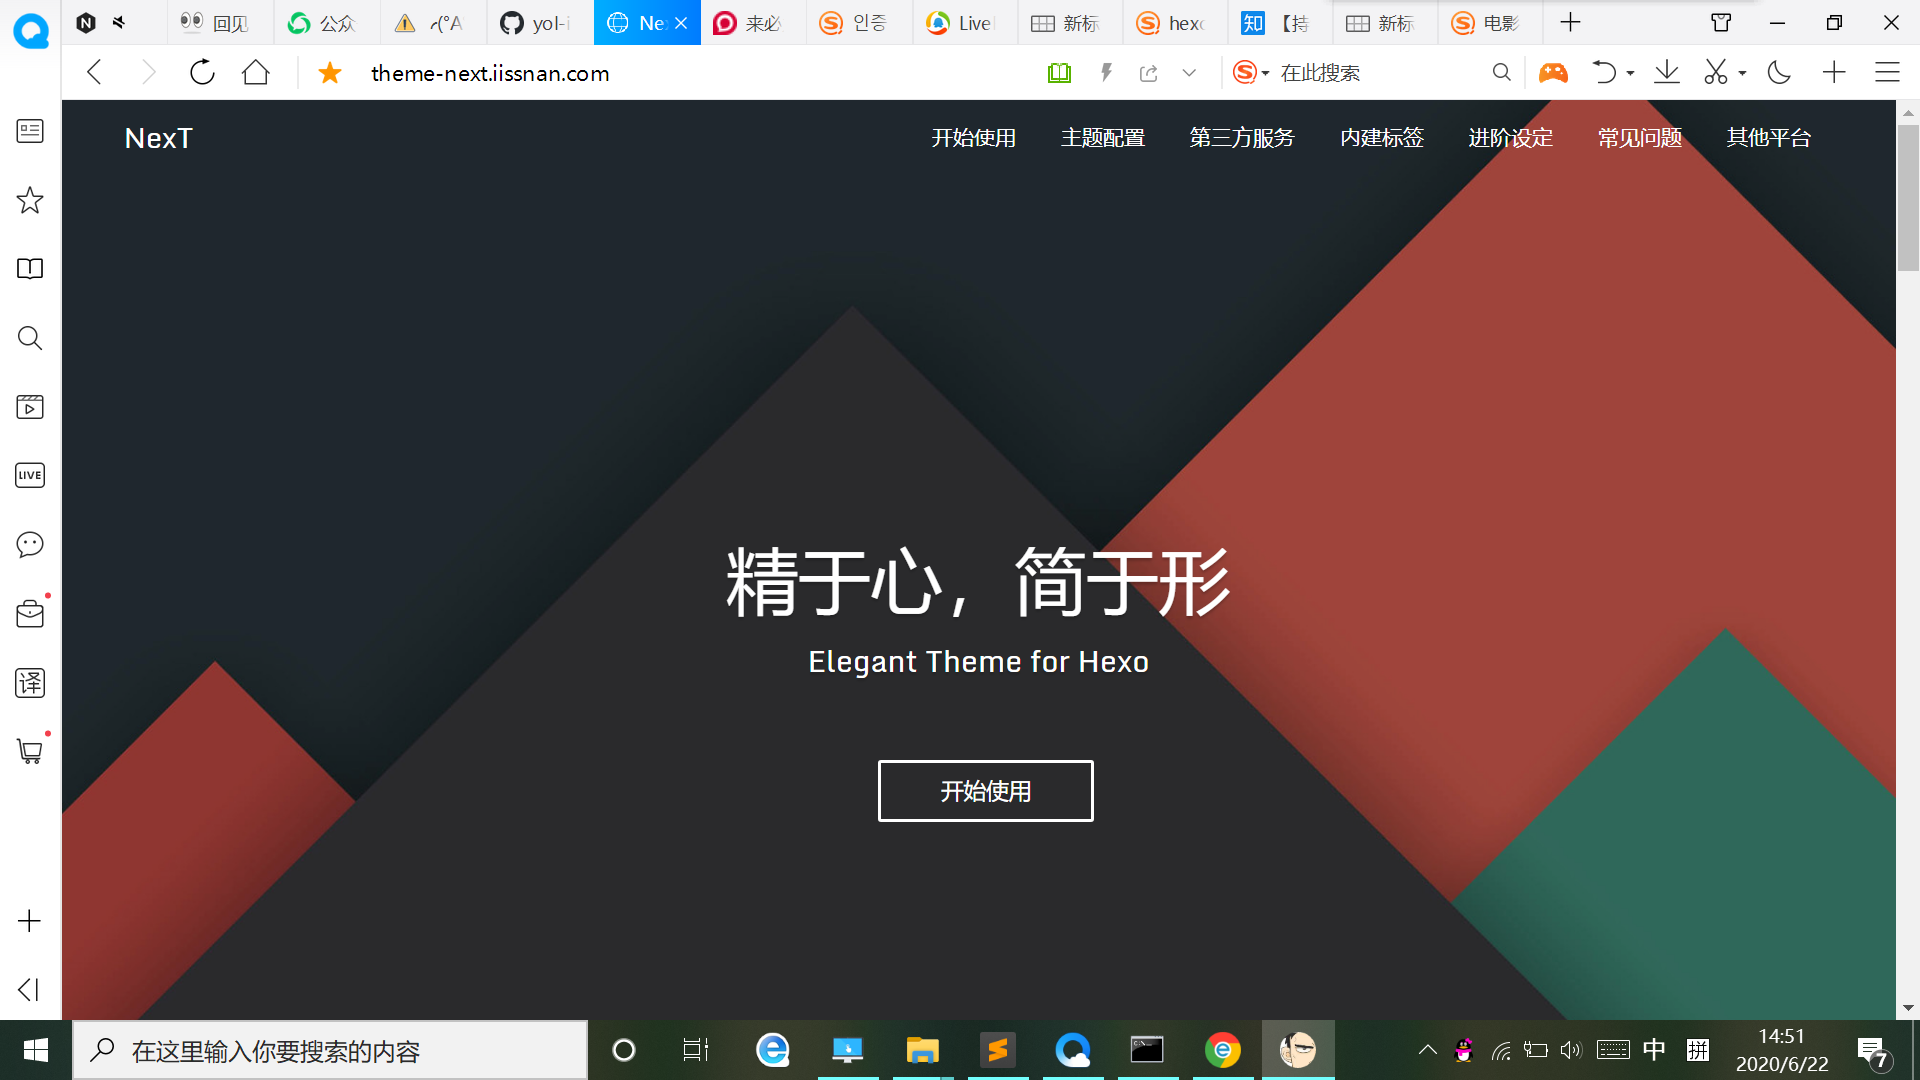 回见
公众
yol-i
Ne
来必
인증
Live
新标
hexo
知
【持
新标
电影
theme-next.iissnan.com
在此搜索
NexT
开始使用
主题配置
第三方服务
内建标签
进阶设定
常见问题
其他平台
LIVE
译
精于心，简于形
Elegant Theme for Hexo
开始使用
在这里输入你要搜索的内容
中
拼
14:51
2020/6/22
7